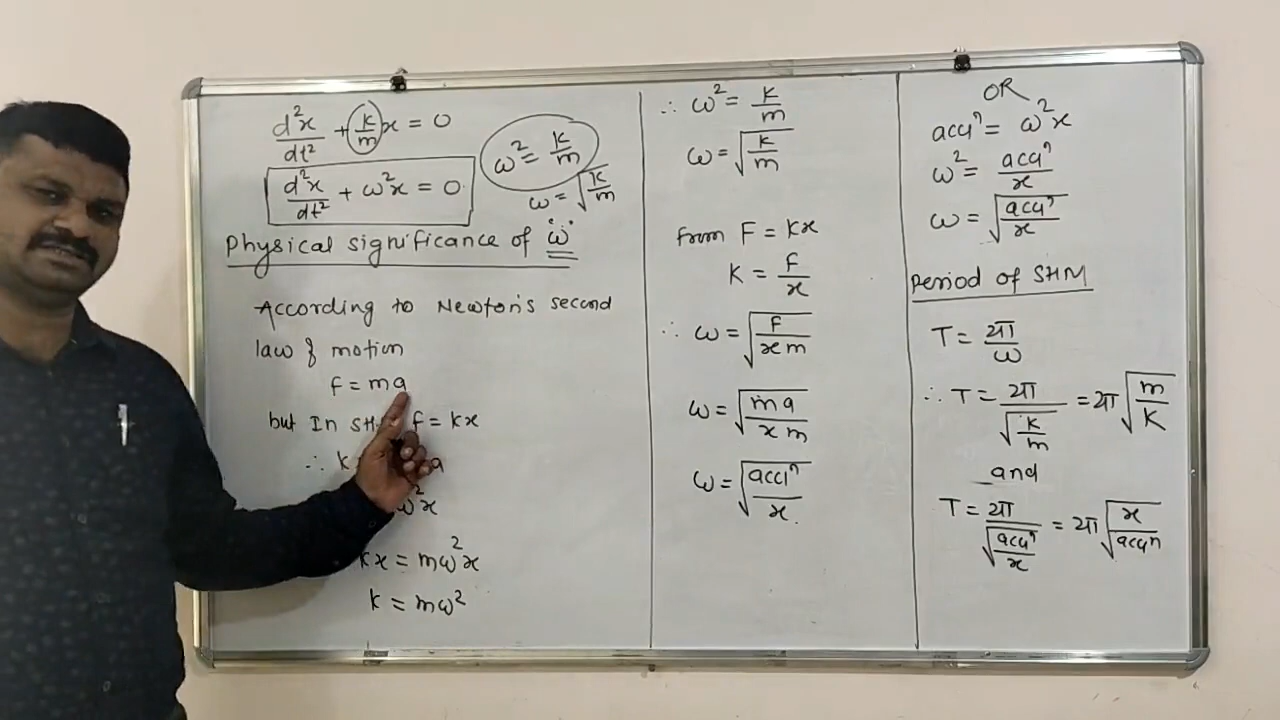 d²x/dt² + (k/m)x = 0
d²x/dt² + ω²x = 0
ω² = k/m
ω = √(k/m)
Physical significance of 'ω'
According to Newton's second
law of motion
F = ma
but In SH F = kx
∴ k a
ω²x
kx = mω²x
k = mω²
∴ ω² = k/m
ω = √(k/m)
from F = kx
k = F/x
∴ ω = √(F/xm)
ω = √(ma/xm)
ω = √(accⁿ/x)
OR
accⁿ = ω²x
ω² = accⁿ/x
ω = √(accⁿ/x)
Period of SHM
T = 2π/ω
∴ T = 2π/√(k/m) = 2π√(m/k)
and
T = 2π/√(accⁿ/x) = 2π√(x/accⁿ)